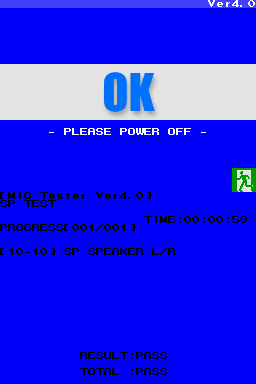 Ver4.0
OK
- PLEASE POWER OFF -
[MIO Tester Ver4.0]
SP TEST
TIME:00:00:59
PROGRESS[001/001]
[10-10] SP SPEAKER L/R
RESULT:PASS
TOTAL :PASS